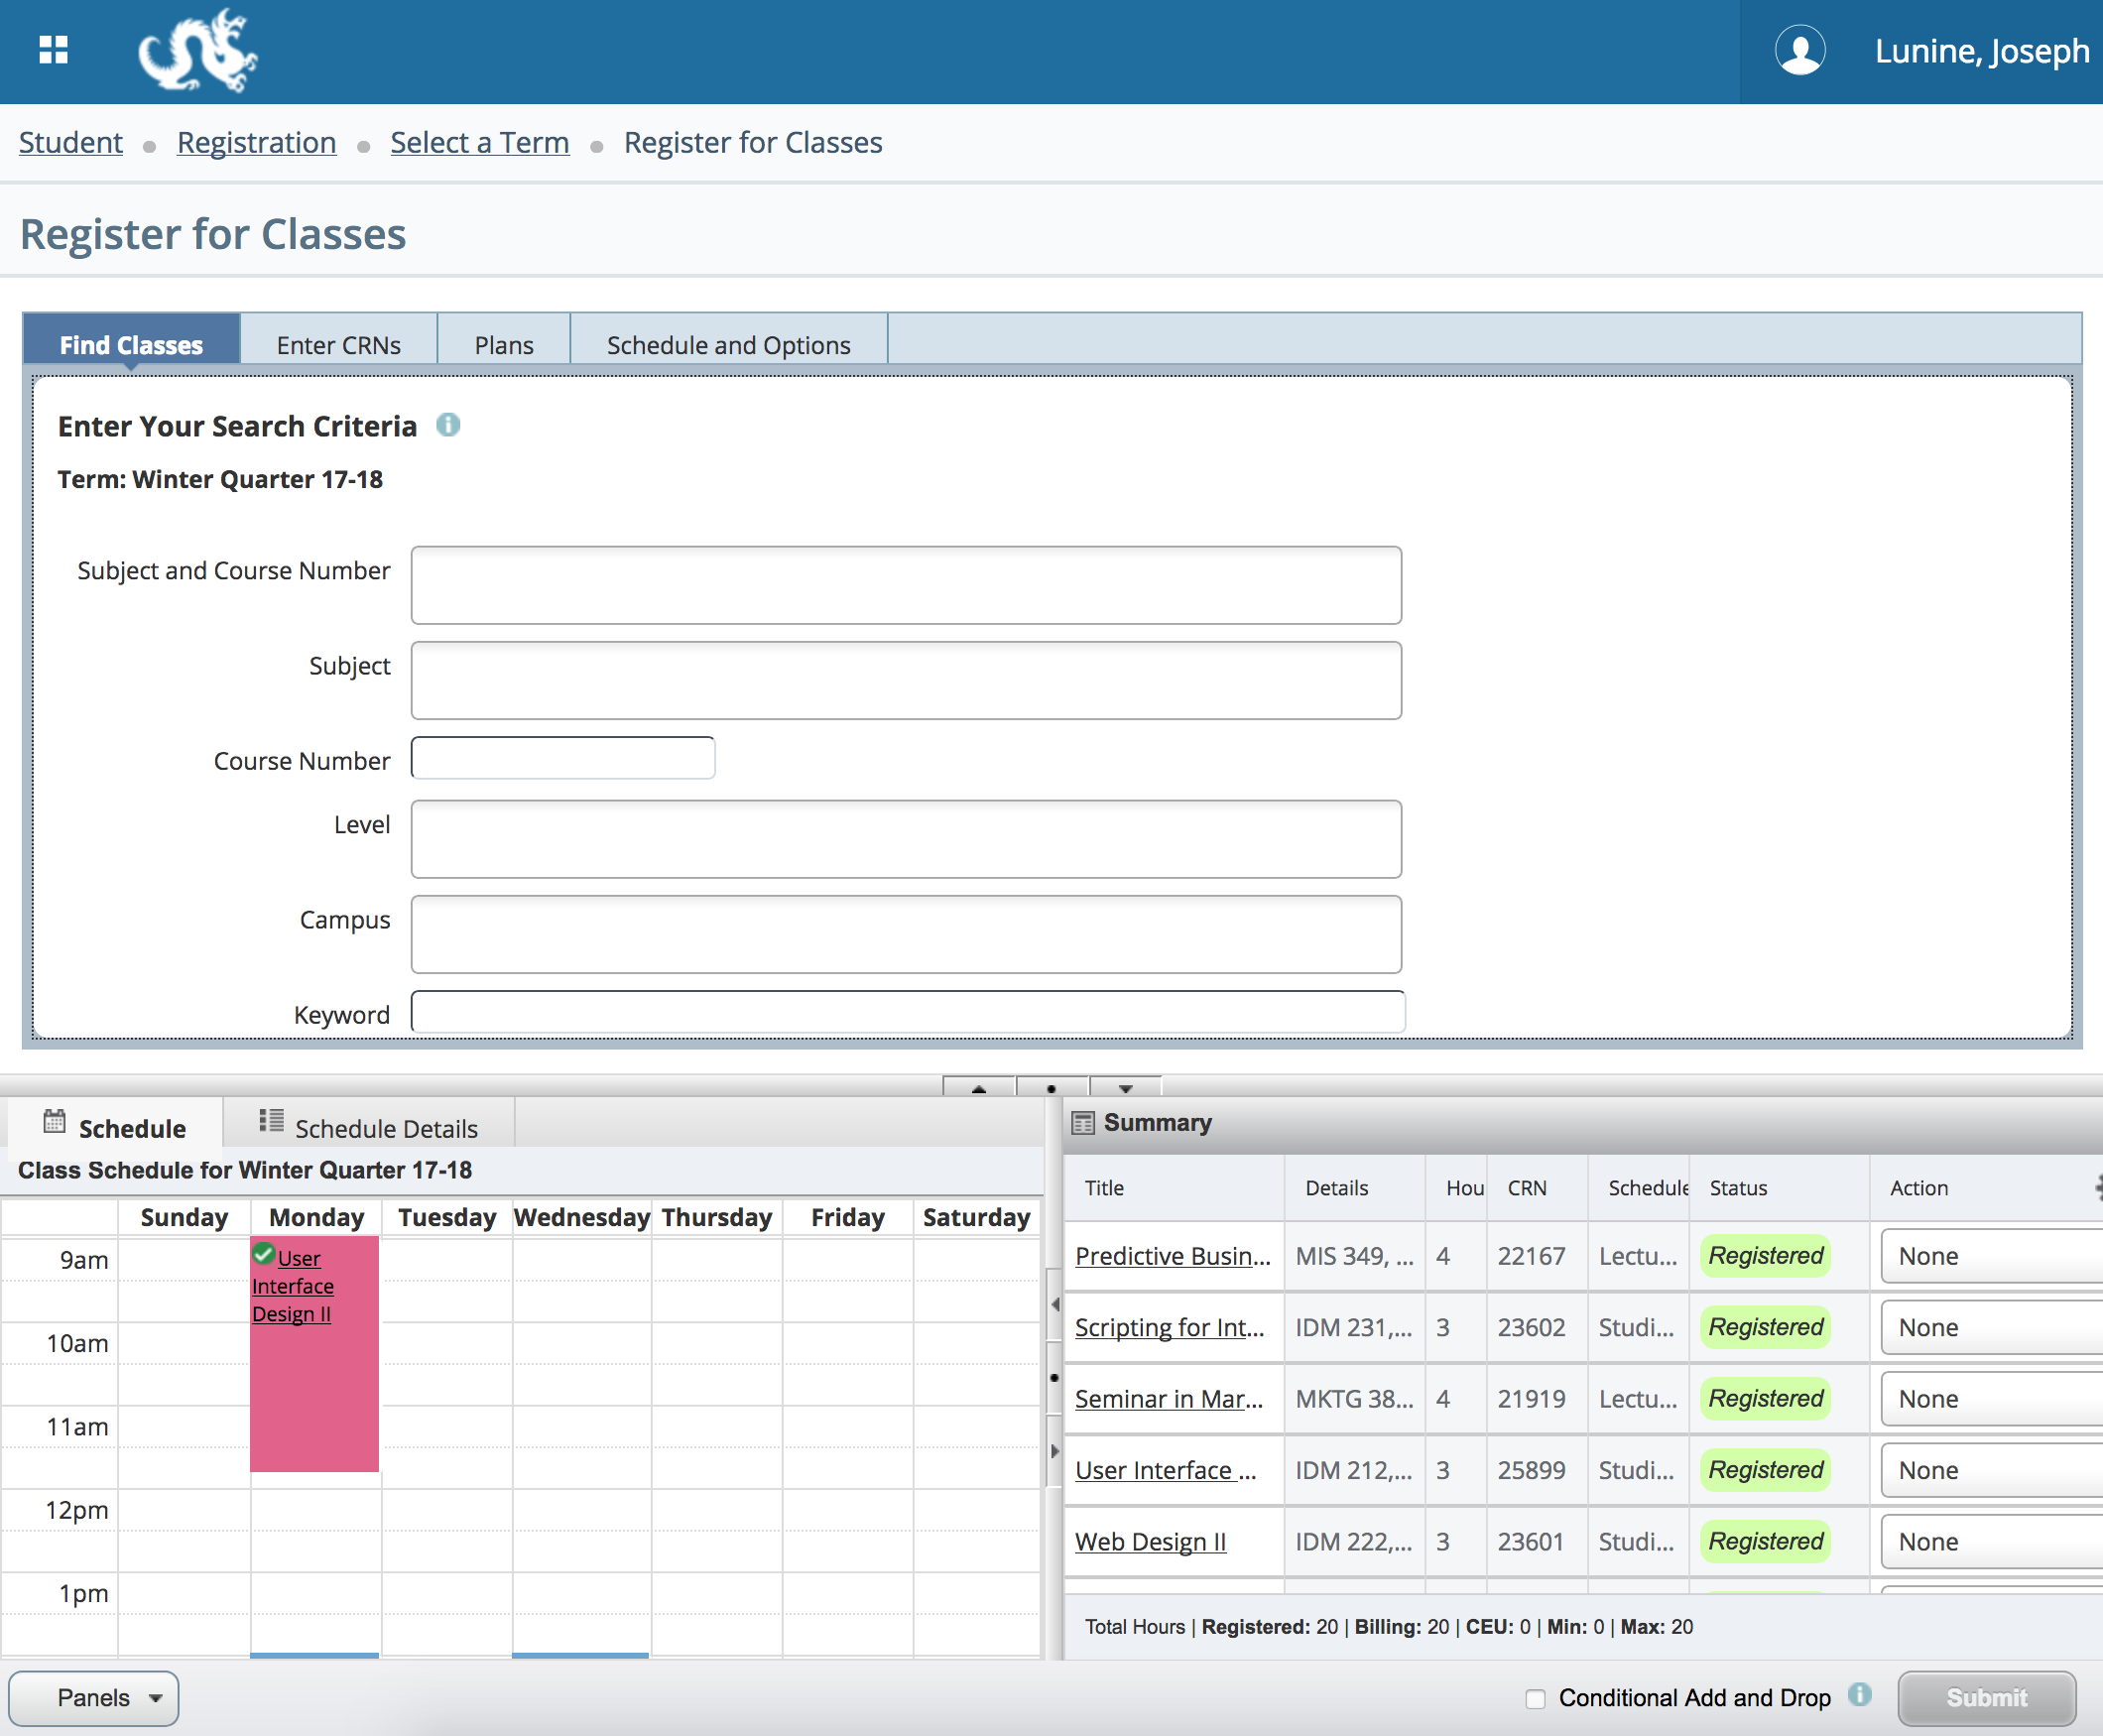 Lunine, Joseph
Student Registration Select a Term Register for Classes
Register for Classes
Find Classes Enter CRNs Plans Schedule and Options
Enter Your Search Criteria
Term: Winter Quarter 17-18
Subject and Course Number
Subject
Course Number
Level
Campus
Keyword
Schedule Schedule Details
Class Schedule for Winter Quarter 17-18
Sunday Monday Tuesday Wednesday Thursday Friday Saturday
9am
User
Interface
Design II
10am
11am
12pm
1pm
Summary
Title Details Hou CRN Schedule Status Action
Predictive Busin... MIS 349, ... 4 22167 Lectu... Registered None
Scripting for Int... IDM 231,... 3 23602 Studi... Registered None
Seminar in Mar... MKTG 38... 4 21919 Lectu... Registered None
User Interface ... IDM 212,... 3 25899 Studi... Registered None
Web Design II IDM 222,... 3 23601 Studi... Registered None
Total Hours | Registered: 20 | Billing: 20 | CEU: 0 | Min: 0 | Max: 20
Panels Conditional Add and Drop Submit